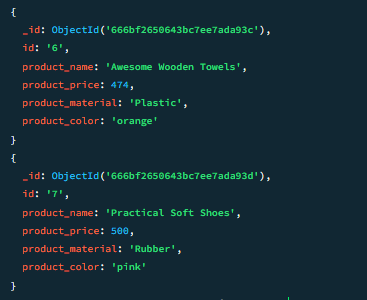 {
_id: ObjectId('666bf2650643bc7ee7ada93c'),
id: '6',
product_name: 'Awesome Wooden Towels',
product_price: 474,
product_material: 'Plastic',
product_color: 'orange'
}
{
_id: ObjectId('666bf2650643bc7ee7ada93d'),
id: '7',
product_name: 'Practical Soft Shoes',
product_price: 500,
product_material: 'Rubber',
product_color: 'pink'
}